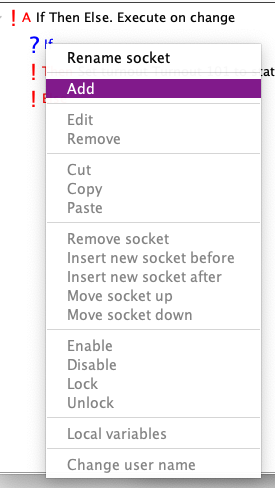 ! A If Then Else. Execute on change
? If
Rename socket
!
Add
!
Edit
Remove
Cut
Copy
Paste
Remove socket
Insert new socket before
Insert new socket after
Move socket up
Move socket down
Enable
Disable
Lock
Unlock
Local variables
Change user name